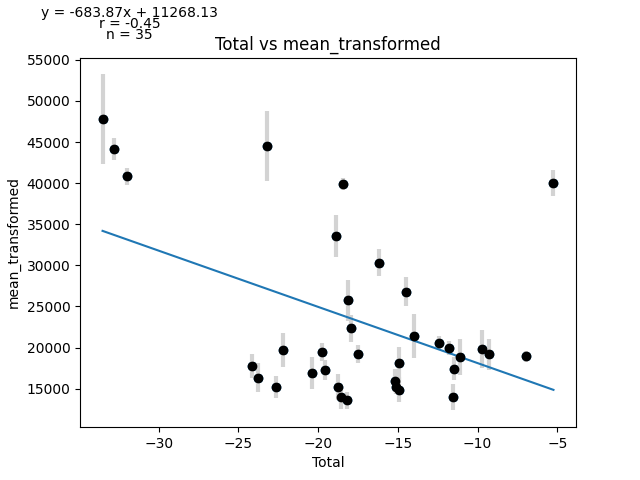 y = -683.87x + 11268.13
r = -0.45
n = 35
Total vs mean_transformed
55000
50000
45000
40000
35000
30000
25000
20000
15000
mean_transformed
−30 −25 −20 −15 −10 −5
Total